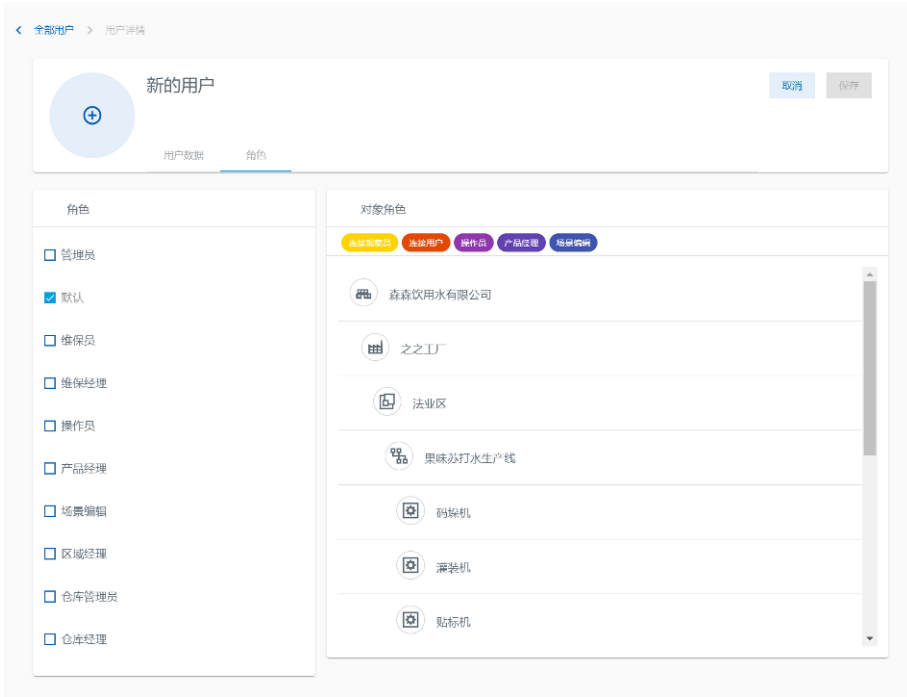 全部用户 用户详情
新的用户
取消 保存
用户数据 角色
角色
管理员
默认
维保员
维保经理
操作员
产品经理
场景编辑
区域经理
仓库管理员
仓库经理
对象角色
连接观察员 连接用户 操作员 产品经理 场景编辑
森森饮用水有限公司
之之工厂
法业区
果味苏打水生产线
码垛机
灌装机
贴标机